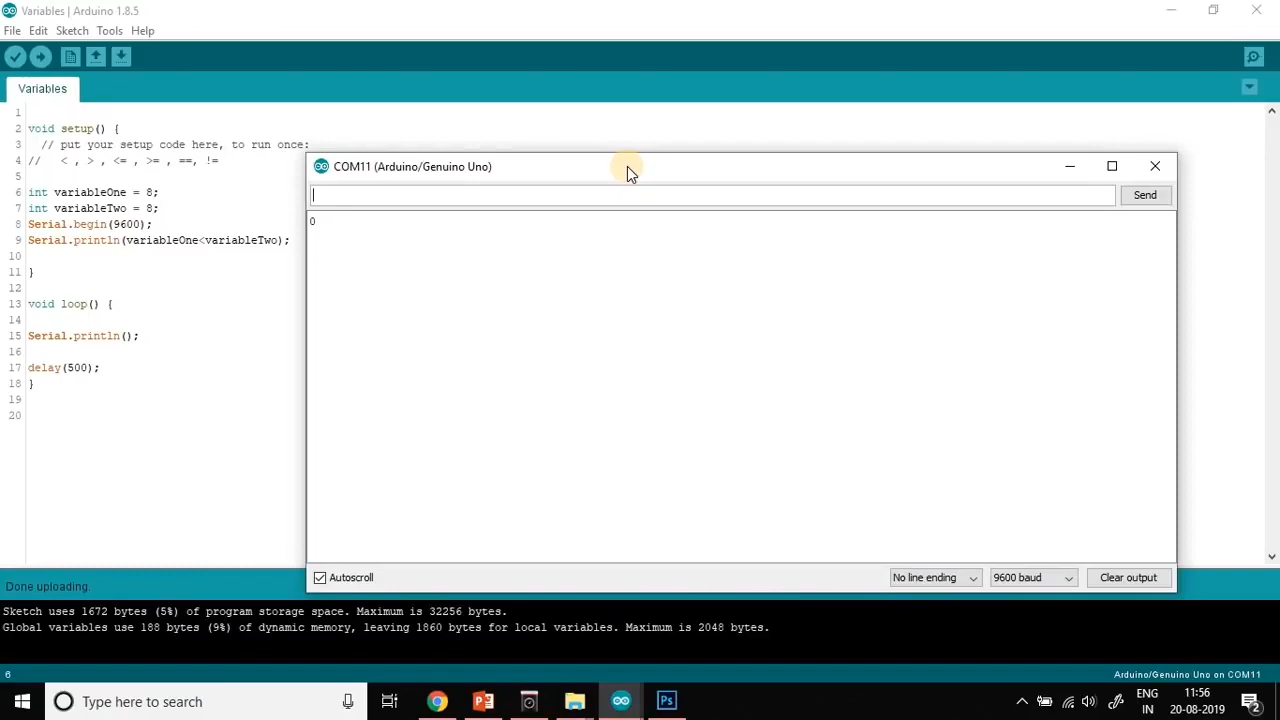 Variables | Arduino 1.8.5
File Edit Sketch Tools Help
Variables
1
2 void setup() {
3 // put your setup code here, to run once:
4 // < , > , <= , >= , ==, !=
5
6 int variableOne = 8;
7 int variableTwo = 8;
8 Serial.begin(9600);
9 Serial.println(variableOne<variableTwo);
10
11 }
12
13 void loop() {
14
15 Serial.println();
16
17 delay(500);
18 }
19
20
COM11 (Arduino/Genuino Uno)
Send
0
Autoscroll No line ending 9600 baud Clear output
Done uploading.
Sketch uses 1672 bytes (5%) of program storage space. Maximum is 32256 bytes.
Global variables use 188 bytes (9%) of dynamic memory, leaving 1860 bytes for local variables. Maximum is 2048 bytes.
6 Arduino/Genuino Uno on COM11
Type here to search
Ps
ENG
IN
11:56
20-08-2019
2